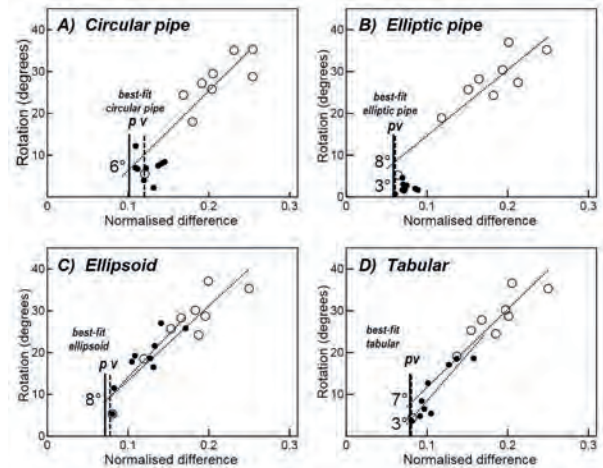 A) Circular pipe
Rotation (degrees)
40
30
20
10
0
best-fit
circular pipe
p v
6°
0 0.1 0.2 0.3
Normalised difference
B) Elliptic pipe
Rotation (degrees)
40
30
20
10
0
best-fit
elliptic pipe
pv
8°
3°
0 0.1 0.2 0.3
Normalised difference
C) Ellipsoid
Rotation (degrees)
40
30
20
10
0
best-fit
ellipsoid
p v
8°
0 0.1 0.2 0.3
Normalised difference
D) Tabular
Rotation (degrees)
40
30
20
10
0
best-fit
tabular
pv
7°
3°
0 0.1 0.2 0.3
Normalised difference